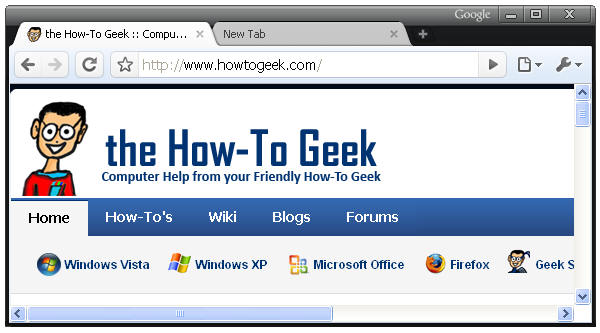 Google
the How-To Geek :: Compu... New Tab
http://www.howtogeek.com/
the How-To Geek
Computer Help from your Friendly How-To Geek
Home How-To's Wiki Blogs Forums
Windows Vista Windows XP Microsoft Office Firefox Geek S